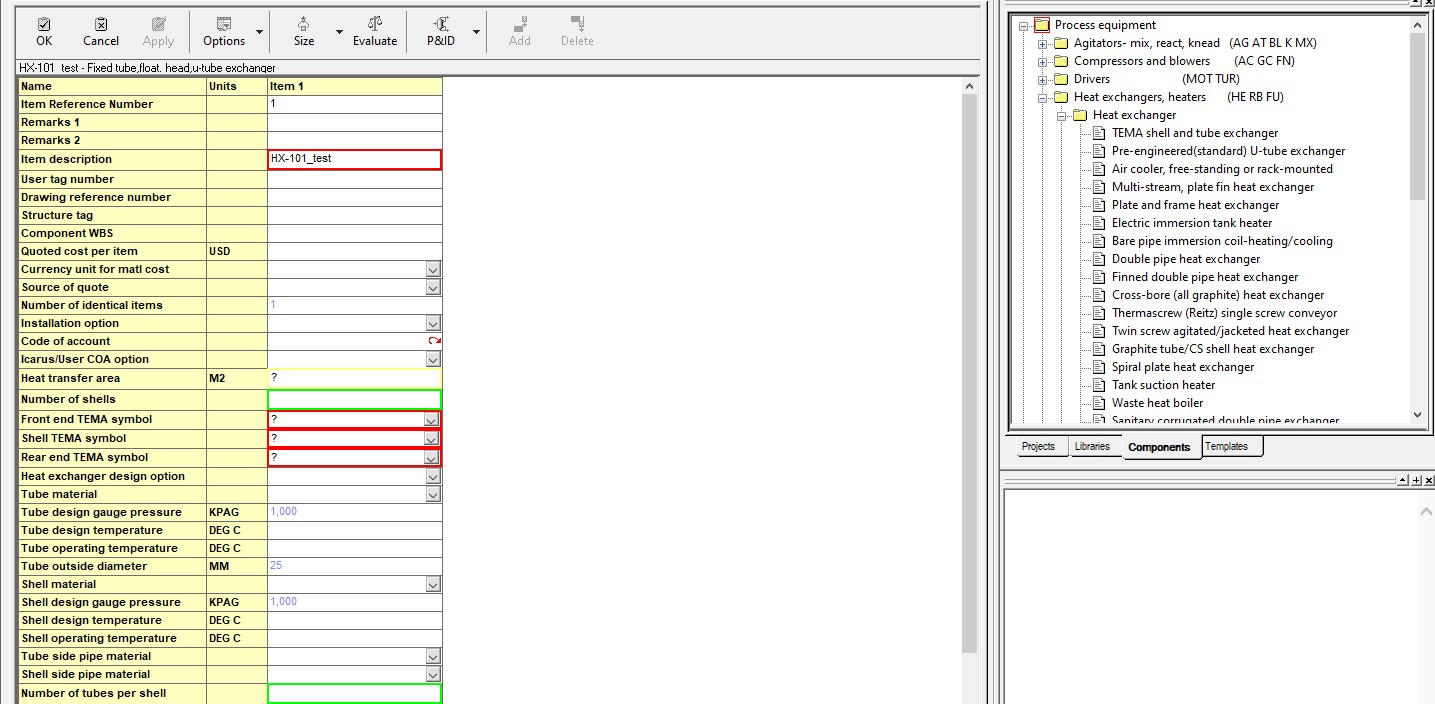 OK
Cancel
Apply
Options
Size
Evaluate
P&ID
Add
Delete
HX-101 test - Fixed tube,float. head,u-tube exchanger
Name Units Item 1
Item Reference Number 1
Remarks 1
Remarks 2
Item description HX-101_test
User tag number
Drawing reference number
Structure tag
Component WBS
Quoted cost per item USD
Currency unit for matl cost
Source of quote
Number of identical items 1
Installation option
Code of account
Icarus/User COA option
Heat transfer area M2 ?
Number of shells
Front end TEMA symbol ?
Shell TEMA symbol ?
Rear end TEMA symbol ?
Heat exchanger design option
Tube material
Tube design gauge pressure KPAG 1,000
Tube design temperature DEG C
Tube operating temperature DEG C
Tube outside diameter MM 25
Shell material
Shell design gauge pressure KPAG 1,000
Shell design temperature DEG C
Shell operating temperature DEG C
Tube side pipe material
Shell side pipe material
Number of tubes per shell
Process equipment
Agitators- mix, react, knead (AG AT BL K MX)
Compressors and blowers (AC GC FN)
Drivers (MOT TUR)
Heat exchangers, heaters (HE RB FU)
Heat exchanger
TEMA shell and tube exchanger
Pre-engineered(standard) U-tube exchanger
Air cooler, free-standing or rack-mounted
Multi-stream, plate fin heat exchanger
Plate and frame heat exchanger
Electric immersion tank heater
Bare pipe immersion coil-heating/cooling
Double pipe heat exchanger
Finned double pipe heat exchanger
Cross-bore (all graphite) heat exchanger
Thermascrew (Reitz) single screw conveyor
Twin screw agitated/jacketed heat exchanger
Graphite tube/CS shell heat exchanger
Spiral plate heat exchanger
Tank suction heater
Waste heat boiler
Sanitary corrugated double pipe exchanger
Projects Libraries Components Templates